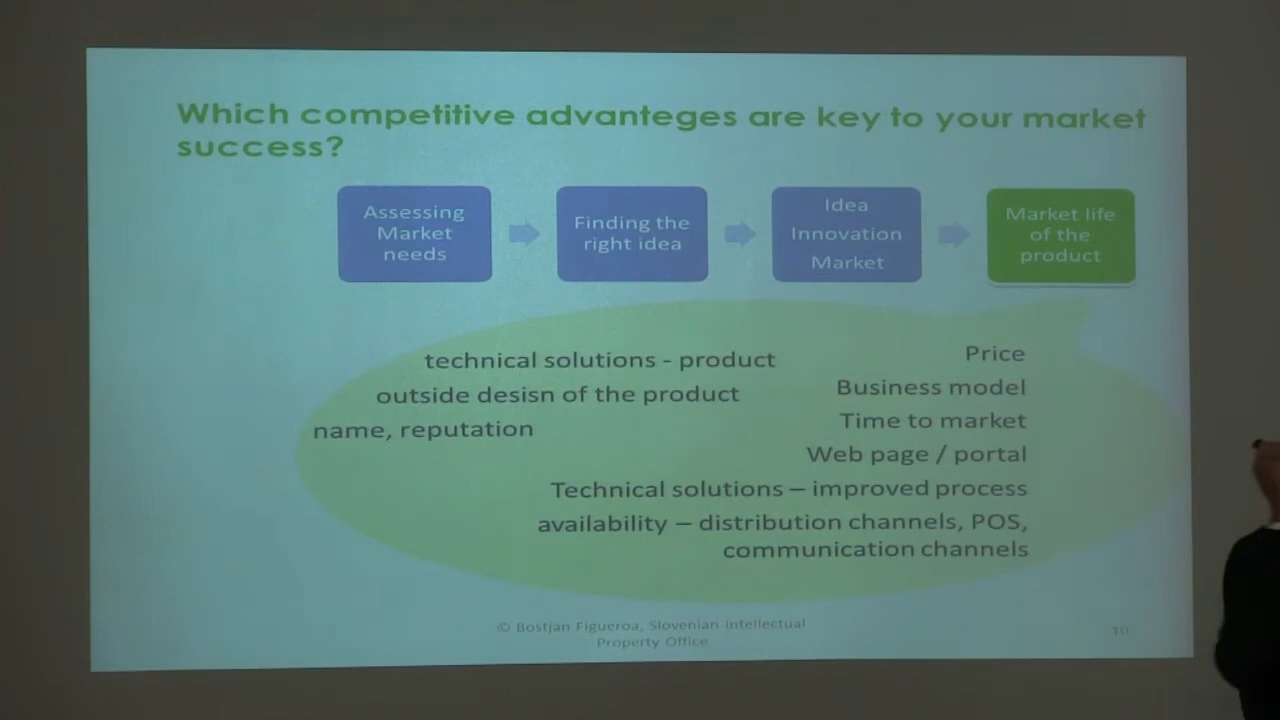 Which competitive advanteges are key to your market
success?
Assessing
Market
needs
Finding the
right idea
Idea
Innovation
Market
Market life
of the
product
technical solutions - product
outside desisn of the product
name, reputation
Price
Business model
Time to market
Web page / portal
Technical solutions – improved process
availability – distribution channels, POS,
communication channels
© Bostjan Figueroa, Slovenian Intellectual
Property Office
10